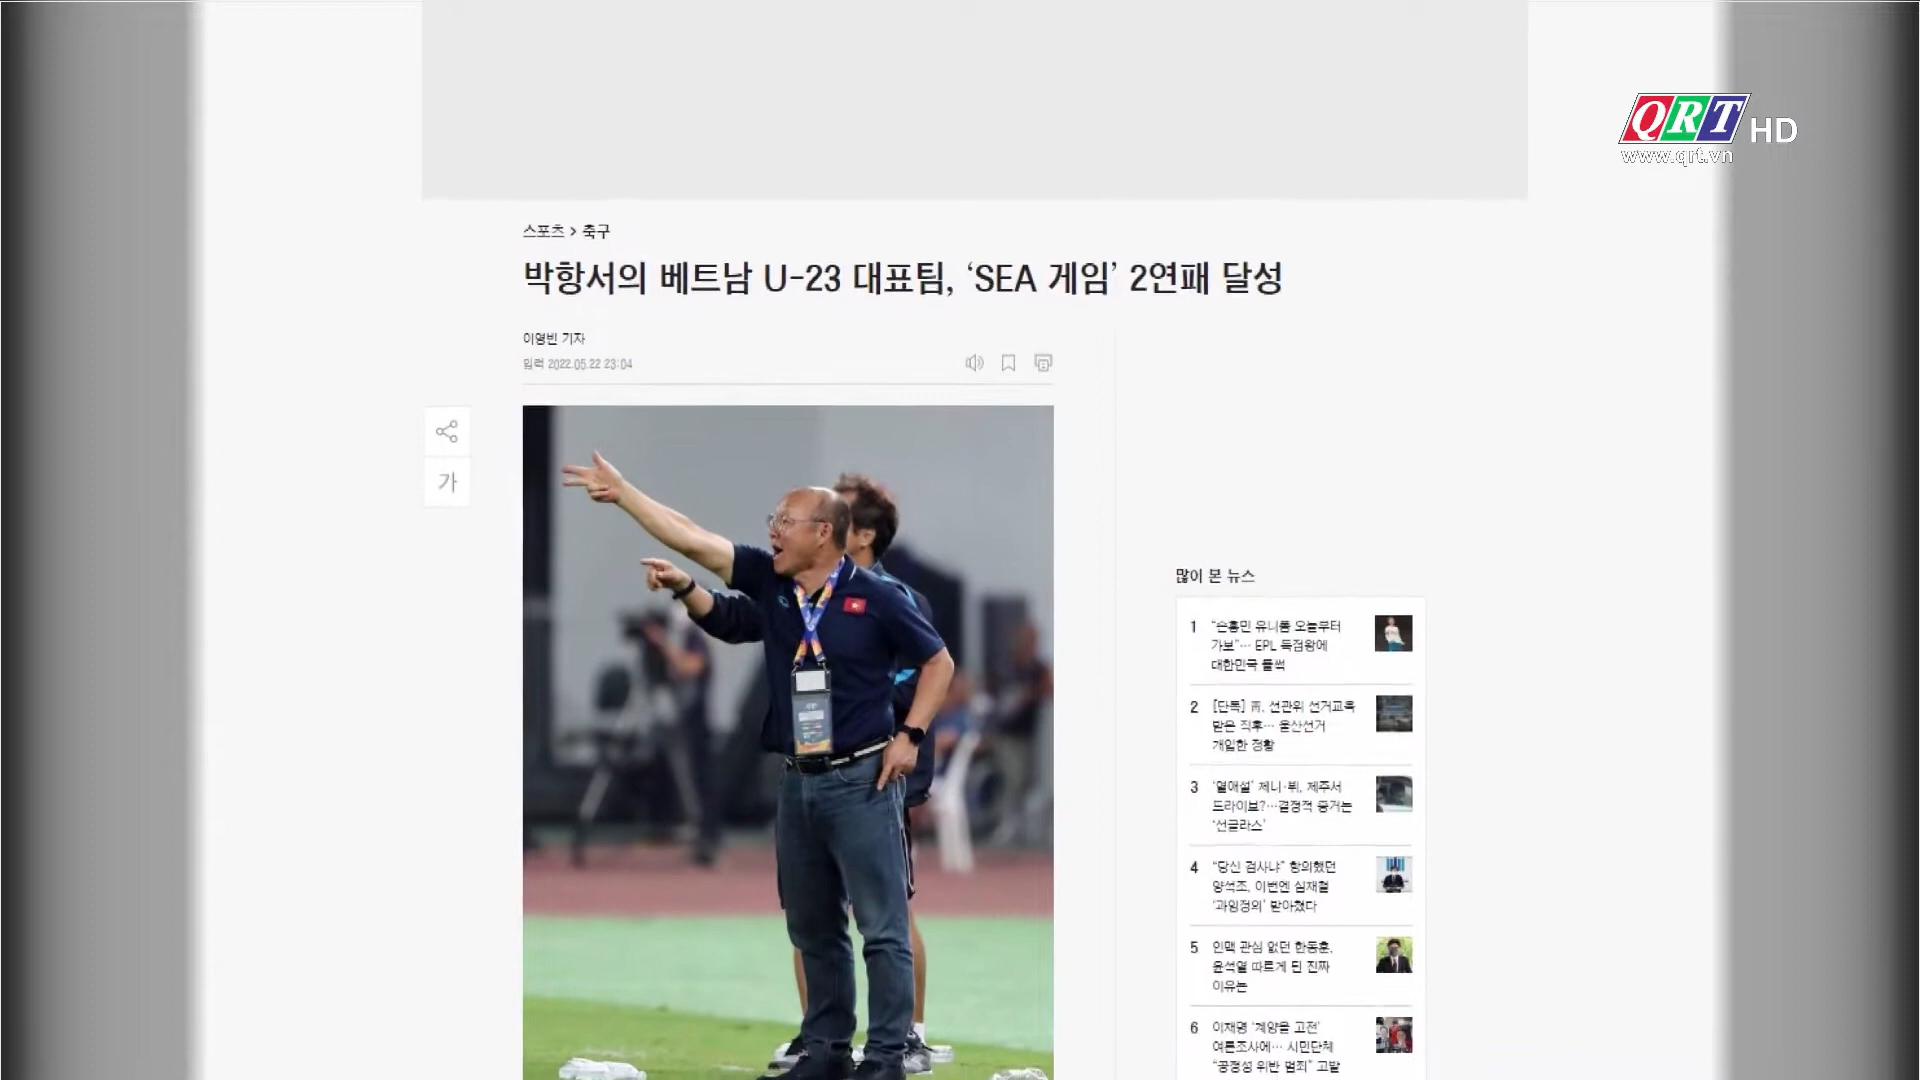 QRT HD
www.qrt.vn
스포츠 > 축구
박항서의 베트남 U-23 대표팀, ‘SEA 게임’ 2연패 달성
이영빈 기자
입력 2022.05.22 23:04
가
많이 본 뉴스
1 “손흥민 유니폼 오늘부터
가보”… EPL 득점왕에
대한민국 들썩
2 [단독] 靑, 선관위 선거교육
받은 직후… 울산선거
개입한 정황
3 ‘열애설’ 제니·뷔, 제주서
드라이브?…결정적 증거는
‘선글라스’
4 “당신 검사냐” 항의했던
양석조, 이번엔 심재철
‘과잉정의’ 받아쳤다
5 인맥 관심 없던 한동훈,
윤석열 따르게 된 진짜
이유는
6 이재명 ‘계양을 고전’
여론조사에… 시민단체
“공정성 위반 범죄” 고발